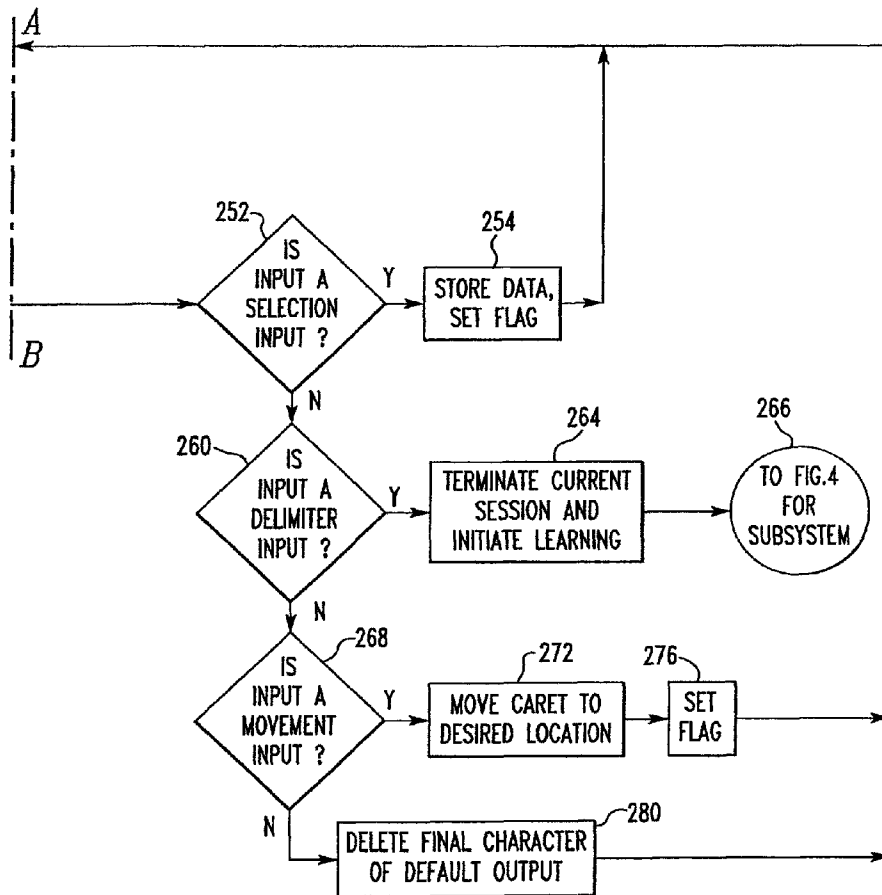 A
B
252
IS
INPUT A
SELECTION
INPUT ?
Y
254
STORE DATA,
SET FLAG
N
260
IS
INPUT A
DELIMITER
INPUT ?
Y
264
TERMINATE CURRENT
SESSION AND
INITIATE LEARNING
266
TO FIG.4
FOR
SUBSYSTEM
N
268
IS
INPUT A
MOVEMENT
INPUT ?
Y
272
MOVE CARET TO
DESIRED LOCATION
276
SET
FLAG
N
280
DELETE FINAL CHARACTER
OF DEFAULT OUTPUT